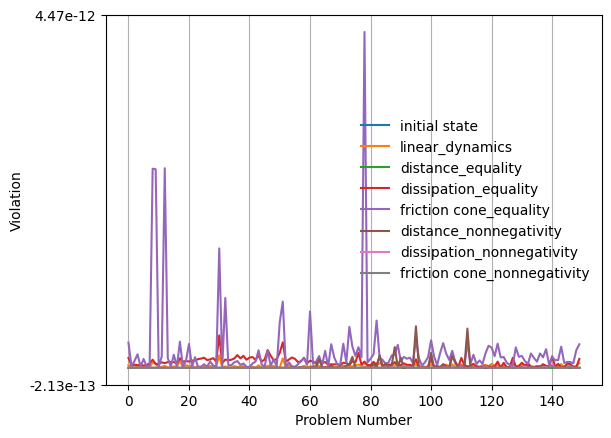 4.47e-12
Violation
initial state
linear_dynamics
distance_equality
dissipation_equality
friction cone_equality
distance_nonnegativity
dissipation_nonnegativity
friction cone_nonnegativity
-2.13e-13
0 20 40 60 80 100 120 140
Problem Number